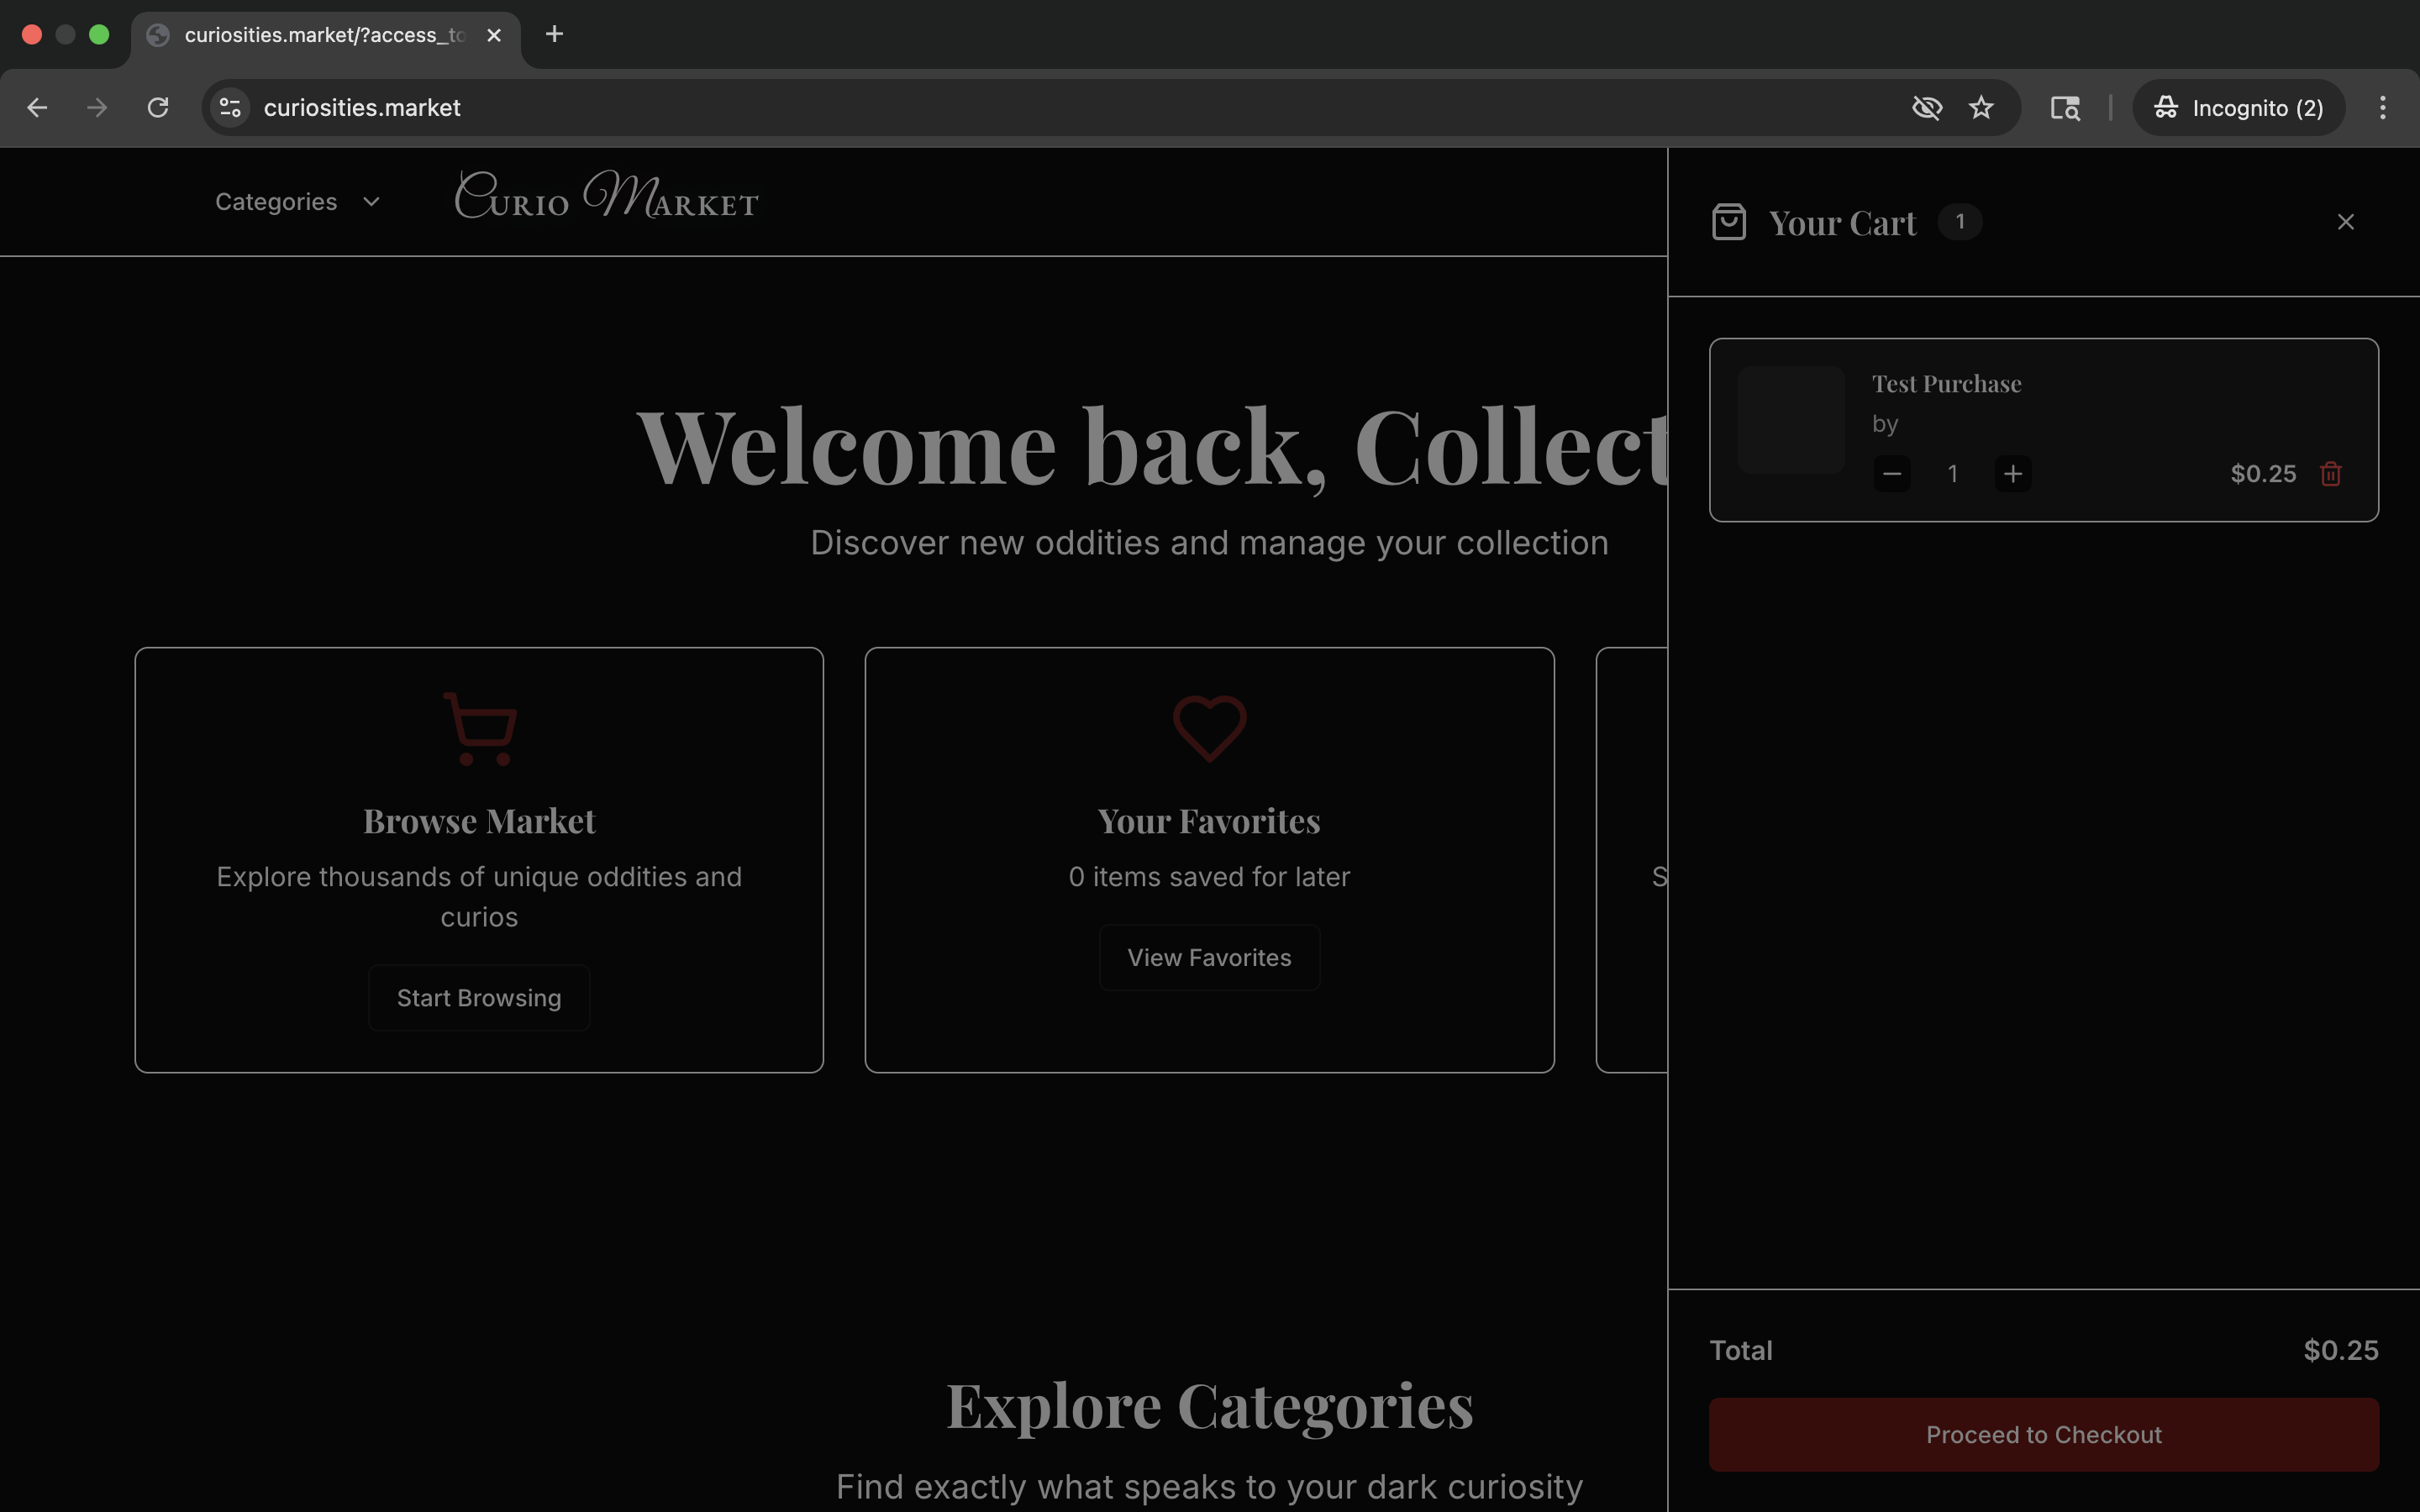 curiosities.market/?access_to
curiosities.market
Incognito (2)
Categories
Curio Market
Your Cart 1
Test Purchase
by
1
$0.25
Welcome back, Collect
Discover new oddities and manage your collection
Browse Market
Explore thousands of unique oddities and
curios
Start Browsing
Your Favorites
0 items saved for later
View Favorites
S
Explore Categories
Find exactly what speaks to your dark curiosity
Total $0.25
Proceed to Checkout